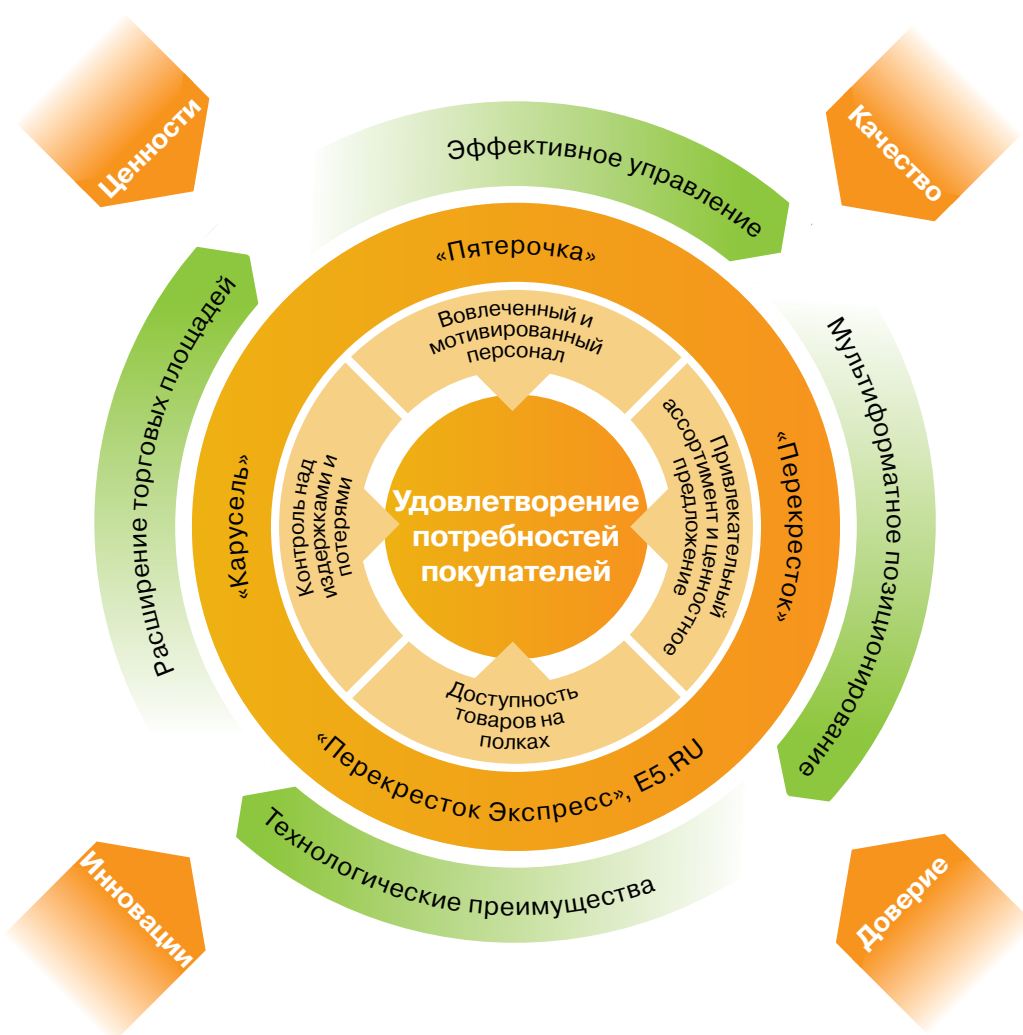 Ценности
Качество
Эффективное управление
«Пятерочка»
Вовлеченный и
мотивированный
персонал
Расширение торговых площадей
Мультиформатное позиционирование
«Карусель»
Контроль над
издержками и
потерями
Удовлетворение
потребностей
покупателей
Привлекательный
ассортимент и ценностное
предложение
«Перекресток»
Доступность
товаров на
полках
«Перекресток Экспресс», E5.RU
Технологические преимущества
Инновации
Доверие